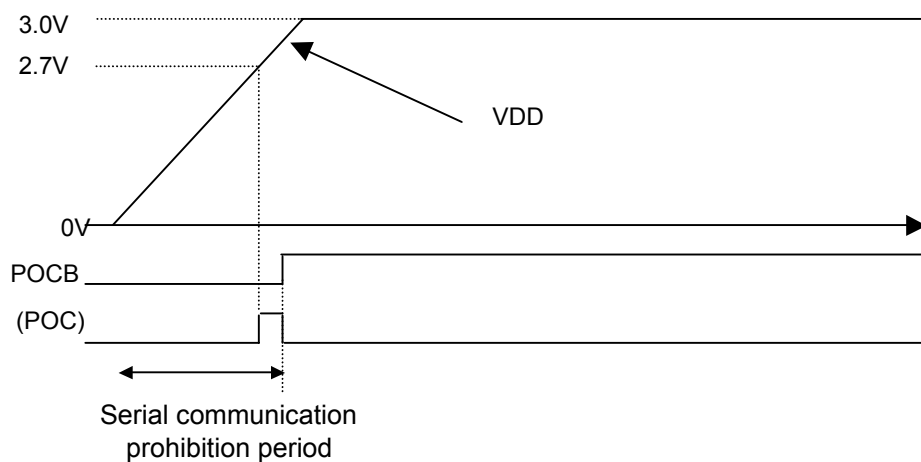 3.0V
2.7V
VDD
0V
POCB
(POC)
Serial communication
prohibition period